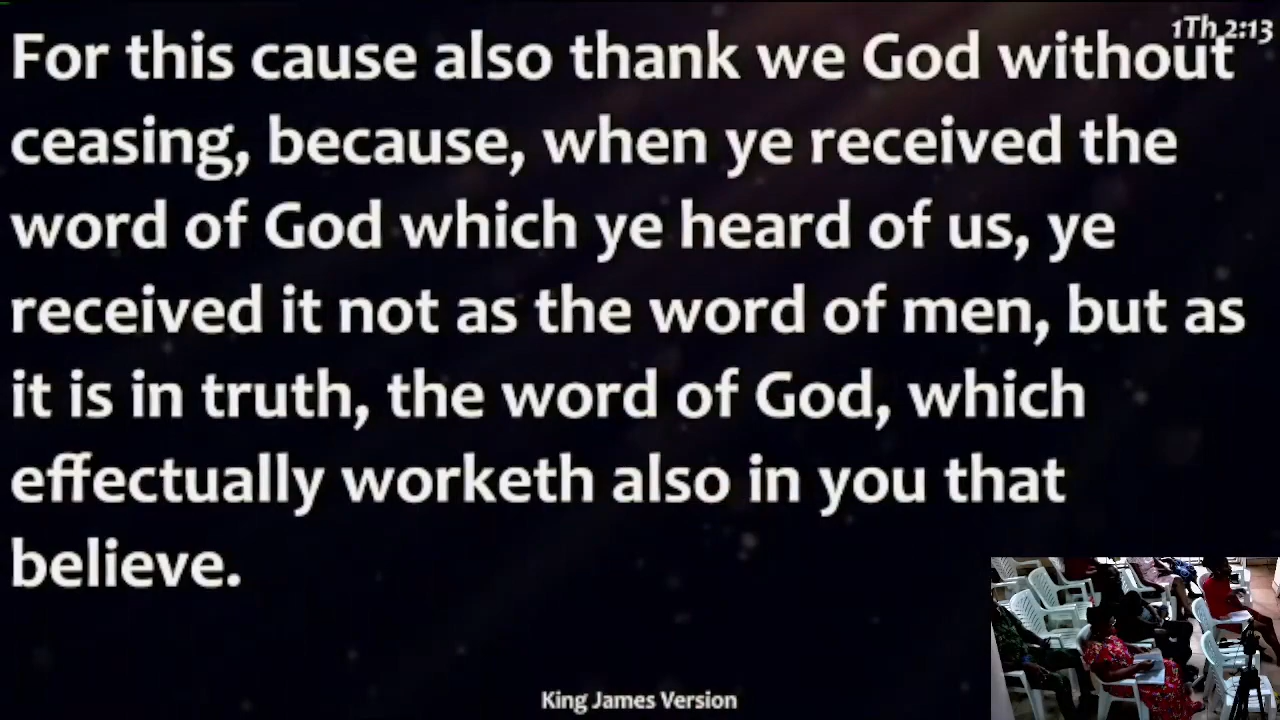 1Th 2:13
For this cause also thank we God without
ceasing, because, when ye received the
word of God which ye heard of us, ye
received it not as the word of men, but as
it is in truth, the word of God, which
effectually worketh also in you that
believe.
King James Version